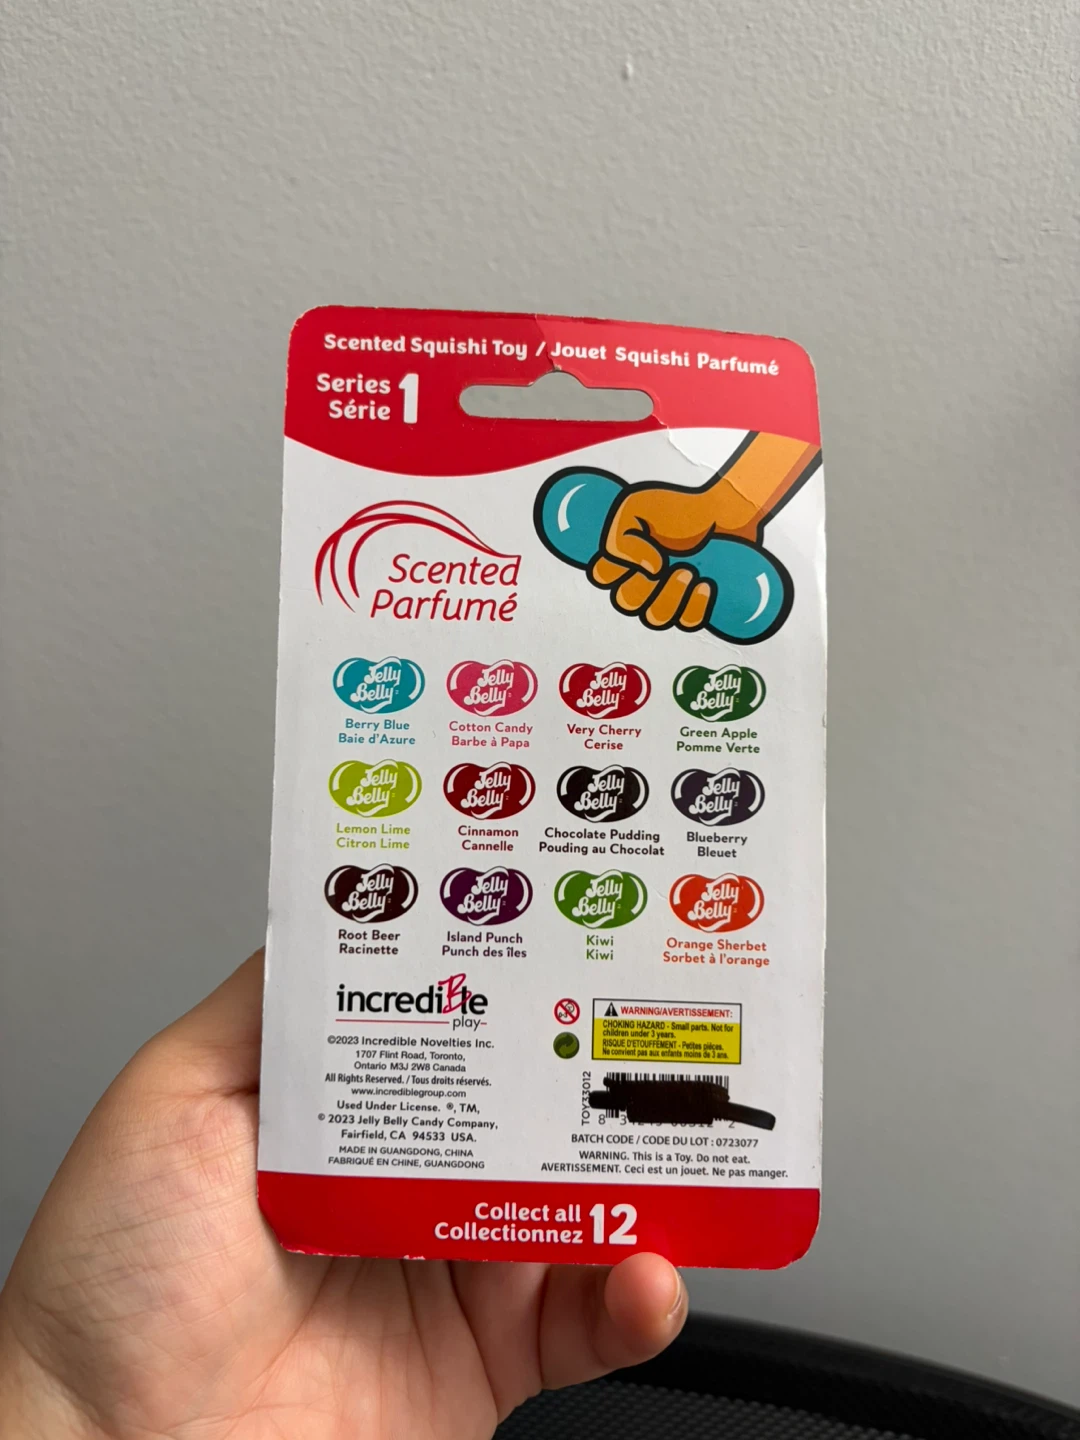 Scented Squishi Toy / Jouet Squishi Parfumé
Series 1
Série
Scented
Parfumé
Jelly Belly
Berry Blue
Baie d'Azure
Jelly Belly
Cotton Candy
Barbe à Papa
Jelly Belly
Very Cherry
Cerise
Jelly Belly
Green Apple
Pomme Verte
Jelly Belly
Lemon Lime
Citron Lime
Jelly Belly
Cinnamon
Cannelle
Jelly Belly
Chocolate Pudding
Pouding au Chocolat
Jelly Belly
Blueberry
Bleuet
Jelly Belly
Root Beer
Racinette
Jelly Belly
Island Punch
Punch des îles
Jelly Belly
Kiwi
Kiwi
Jelly Belly
Orange Sherbet
Sorbet à l'orange
incrediBle
play
©2023 Incredible Novelties Inc.
1707 Flint Road, Toronto,
Ontario M3J 2W8 Canada
All Rights Reserved. / Tous droits réservés.
www.incrediblegroup.com
Used Under License. ®, TM,
© 2023 Jelly Belly Candy Company,
Fairfield, CA 94533 USA.
MADE IN GUANGDONG, CHINA
FABRIQUÉ EN CHINE, GUANGDONG
0-3
WARNING/AVERTISSEMENT:
CHOKING HAZARD - Small parts. Not for
children under 3 years.
RISQUE D'ETOUFFEMENT - Petites pièces.
Ne convient pas aux enfants moins de 3 ans.
TOY33012
BATCH CODE / CODE DU LOT : 0723077
WARNING. This is a Toy. Do not eat.
AVERTISSEMENT. Ceci est un jouet. Ne pas manger.
Collect all 12
Collectionnez